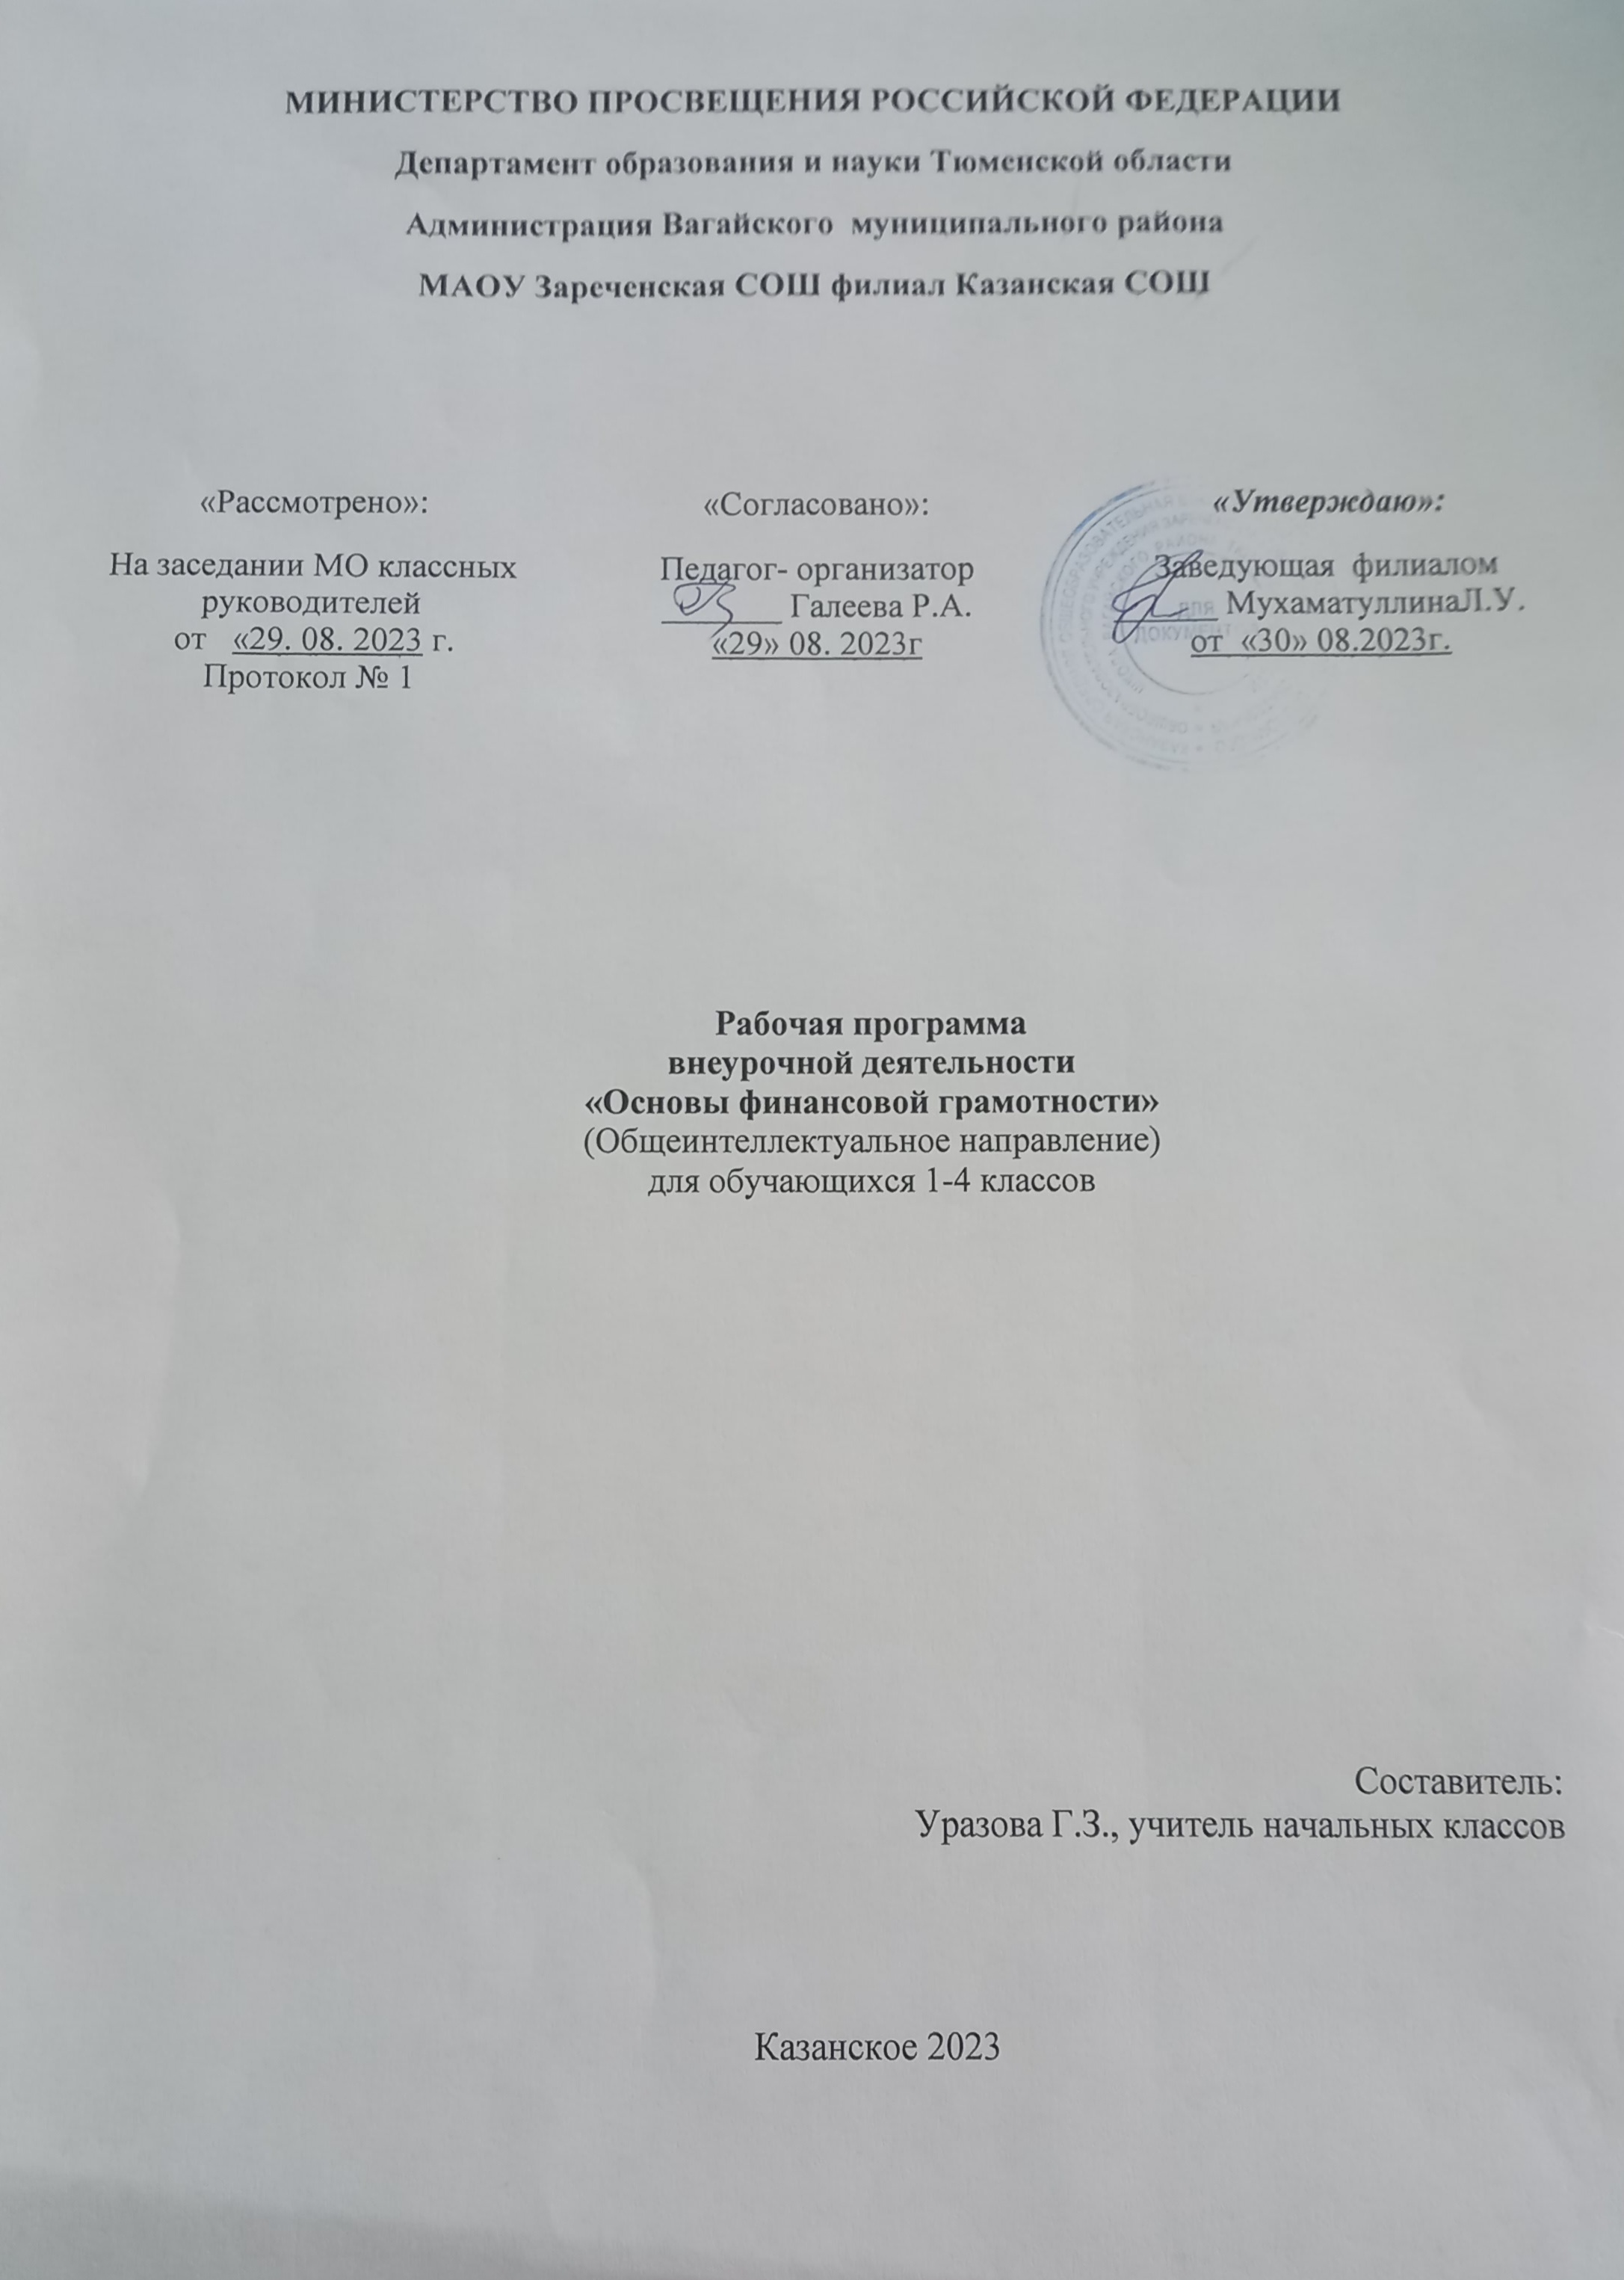 МИНИСТЕРСТВО ПРОСВЕЩЕНИЯ РОССИЙСКОЙ ФЕДЕРАЦИИ
Департамент образования и науки Тюменской области
Администрация Вагайского муниципального района
МАОУ Зареченская СОШ филиал Казанская СОШ
«Рассмотрено»:
На заседании МО классных
руководителей
от «29. 08. 2023 г.
Протокол № 1
«Согласовано»:
Педагог- организатор
Галеева Р.А.
«29» 08. 2023г
«Утверждаю»:
Заведующая филиалом
МухаматуллинаЛ.У.
от «30» 08.2023г.
Рабочая программа
внеурочной деятельности
«Основы финансовой грамотности»
(Общеинтеллектуальное направление)
для обучающихся 1-4 классов
Составитель:
Уразова Г.З., учитель начальных классов
Казанское 2023